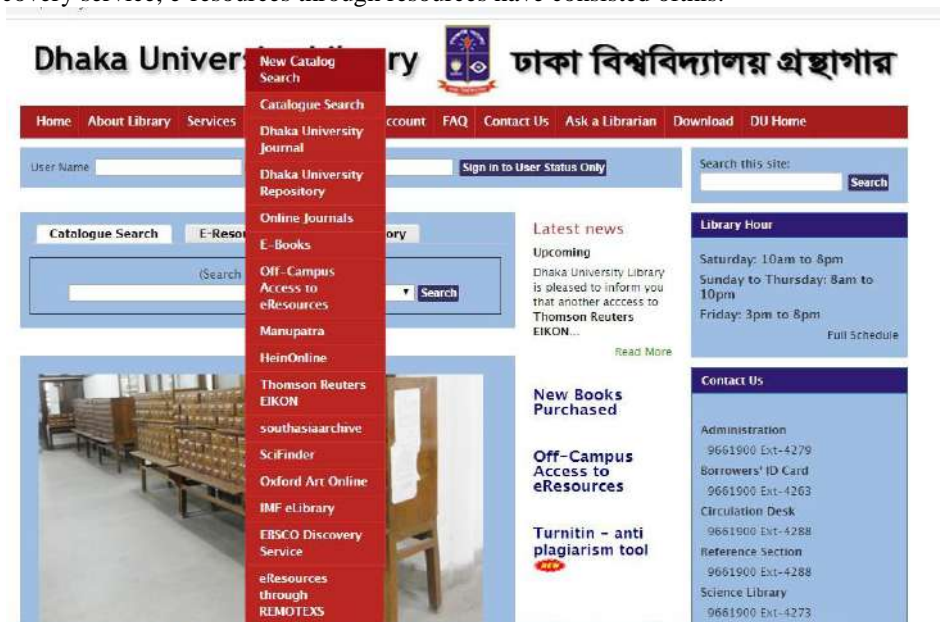 covery service, e-resources through resources have consisted ofthis.
Dhaka Univer ry ঢাকা বিশ্ববিদ্যালয় গ্রন্থাগার
Home About Library Services ccount FAQ Contact Us Ask a Librarian Download DU Home
New Catalog
Search
Catalogue Search
Dhaka University
Journal
Dhaka University
Repository
Online Journals
E-Books
Off-Campus
Access to
eResources
Manupatra
HeinOnline
Thomson Reuters
EIKON
southasiaarchive
SciFinder
Oxford Art Online
IMF eLibrary
EBSCO Discovery
Service
eResources
through
REMOTEXS
User Name Sign in to User Status Only
Search this site:
Search
Catalogue Search E-Resou ory
(Search
Search
Latest news
Upcoming
Dhaka University Library
is pleased to inform you
that another acccess to
Thomson Reuters
EIKON...
Read More
New Books
Purchased
Off-Campus
Access to
eResources
Turnitin - anti
plagiarism tool
NEW
Library Hour
Saturday: 10am to 8pm
Sunday to Thursday: 8am to
10pm
Friday: 3pm to 8pm
Full Schedule
Contact Us
Administration
9661900 Ext-4279
Borrowers' ID Card
9661900 Ext-4263
Circulation Desk
9661900 Ext-4288
Reference Section
9661900 Ext-4288
Science Library
9661900 Ext-4273